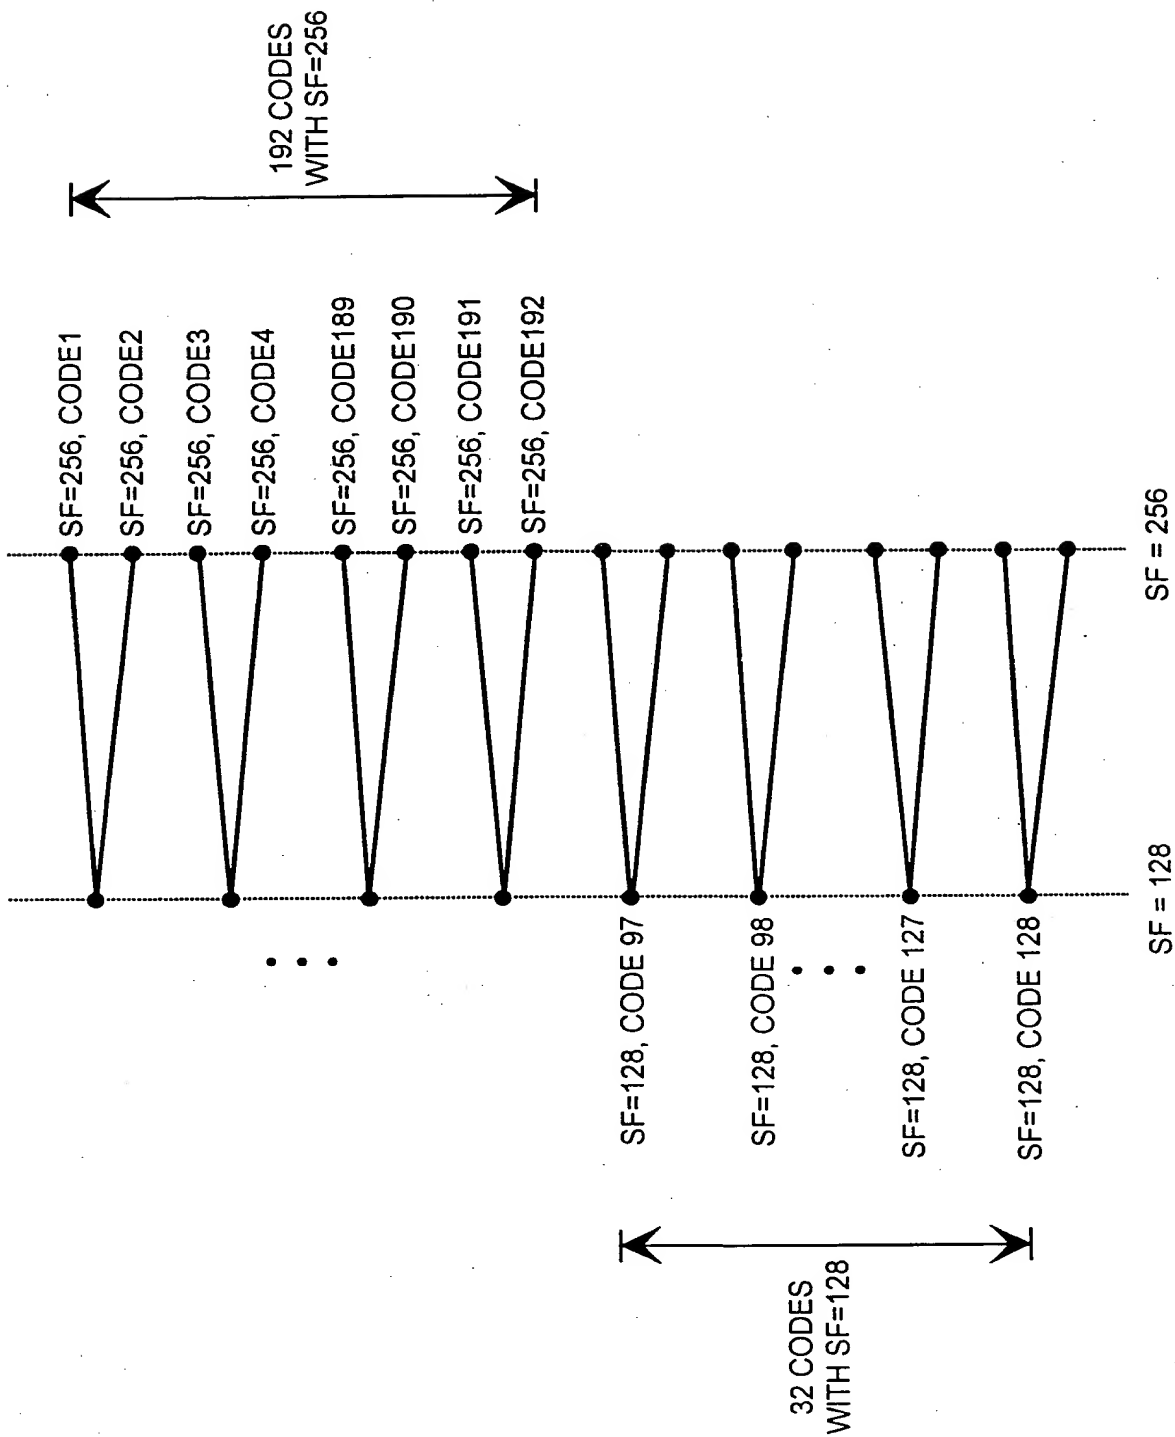 192 CODES
WITH SF=256
SF=256, CODE1
SF=256, CODE2
SF=256, CODE3
SF=256, CODE4
SF=256, CODE189
SF=256, CODE190
SF=256, CODE191
SF=256, CODE192
SF = 256
SF = 128
SF=128, CODE 97
SF=128, CODE 98
SF=128, CODE 127
SF=128, CODE 128
32 CODES
WITH SF=128